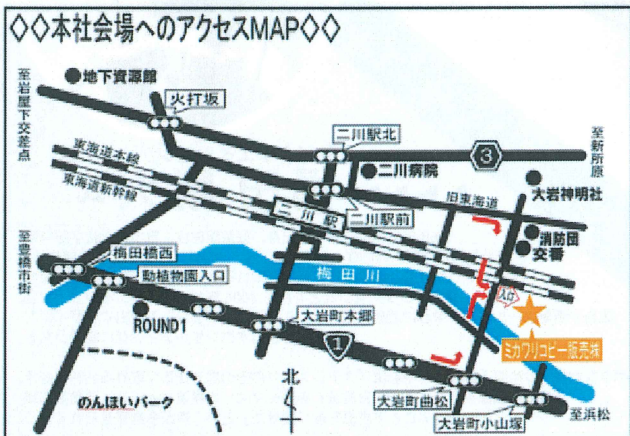 ◇◇本社会場へのアクセスMAP◇◇
至岩屋下交差点
地下資源館
火打坂
二川駅北
3
至新所原
東海道本線
東海道新幹線
二川病院
大岩神明社
二川駅
二川駅前
旧東海道
消防団
交番
至豊橋市街
梅田橋西
動植物園入口
梅田川
入口
ROUND1
大岩町本郷
1
ミカワリコピー販売㈱
北
のんほいパーク
大岩町曲松
大岩町小山塚
至浜松